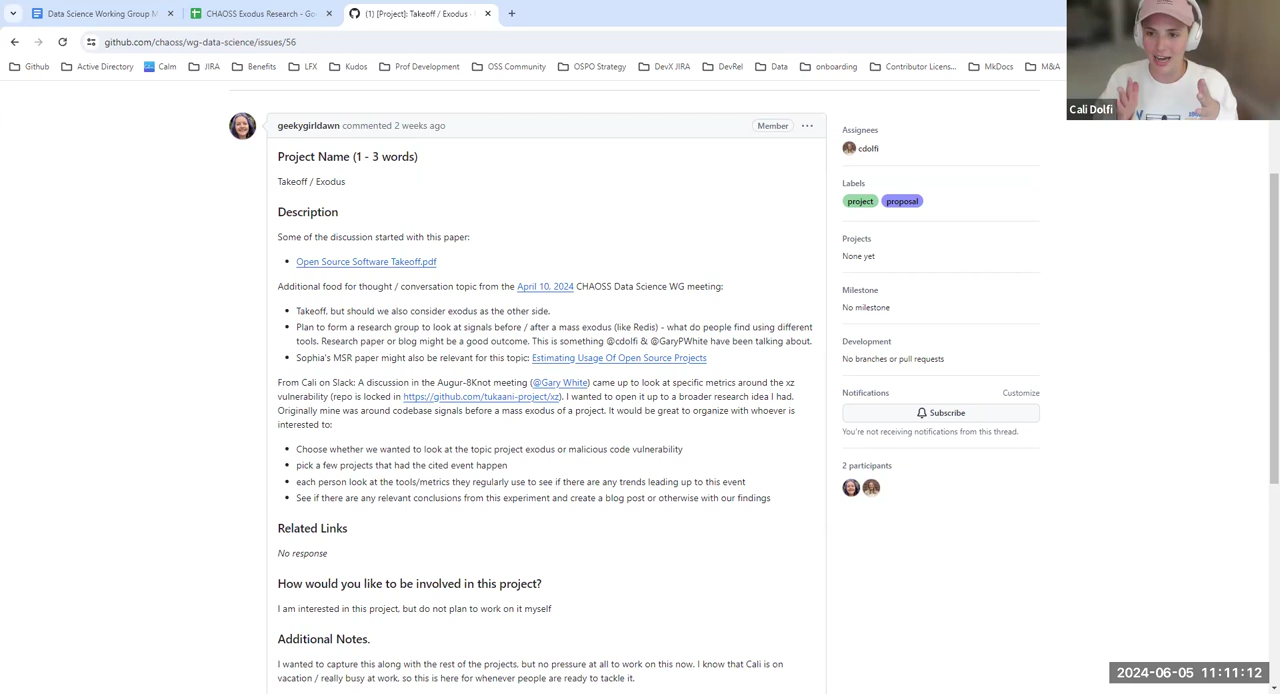 Data Science Working Group M
CHAOSS Exodus Research - Go
(1) [Project]: Takeoff / Exodus ·
github.com/chaoss/wg-data-science/issues/56
Github
Active Directory
Calm
JIRA
Benefits
LFX
Kudos
Prof Development
OSS Community
OSPO Strategy
DevX JIRA
DevRel
Data
onboarding
Contributor Licens...
MkDocs
M&A
Cali Dolfi
geekygirldawn commented 2 weeks ago
Member
Project Name (1 - 3 words)
Takeoff / Exodus
Description
Some of the discussion started with this paper:
Open Source Software Takeoff.pdf
Additional food for thought / conversation topic from the April 10, 2024 CHAOSS Data Science WG meeting:
Takeoff, but should we also consider exodus as the other side.
Plan to form a research group to look at signals before / after a mass exodus (like Redis) - what do people find using different
tools. Research paper or blog might be a good outcome. This is something @cdolfi & @GaryPWhite have been talking about.
Sophia's MSR paper might also be relevant for this topic: Estimating Usage Of Open Source Projects
From Cali on Slack: A discussion in the Augur-8Knot meeting (@Gary White) came up to look at specific metrics around the xz
vulnerability (repo is locked in https://github.com/tukaani-project/xz). I wanted to open it up to a broader research idea I had.
Originally mine was around codebase signals before a mass exodus of a project. It would be great to organize with whoever is
interested to:
Choose whether we wanted to look at the topic project exodus or malicious code vulnerability
pick a few projects that had the cited event happen
each person look at the tools/metrics they regularly use to see if there are any trends leading up to this event
See if there are any relevant conclusions from this experiment and create a blog post or otherwise with our findings
Related Links
No response
How would you like to be involved in this project?
I am interested in this project, but do not plan to work on it myself
Additional Notes.
I wanted to capture this along with the rest of the projects, but no pressure at all to work on this now. I know that Cali is on
vacation / really busy at work, so this is here for whenever people are ready to tackle it.
Assignees
cdolfi
Labels
project
proposal
Projects
None yet
Milestone
No milestone
Development
No branches or pull requests
Notifications
Customize
Subscribe
You're not receiving notifications from this thread.
2 participants
2024-06-05 11:11:12